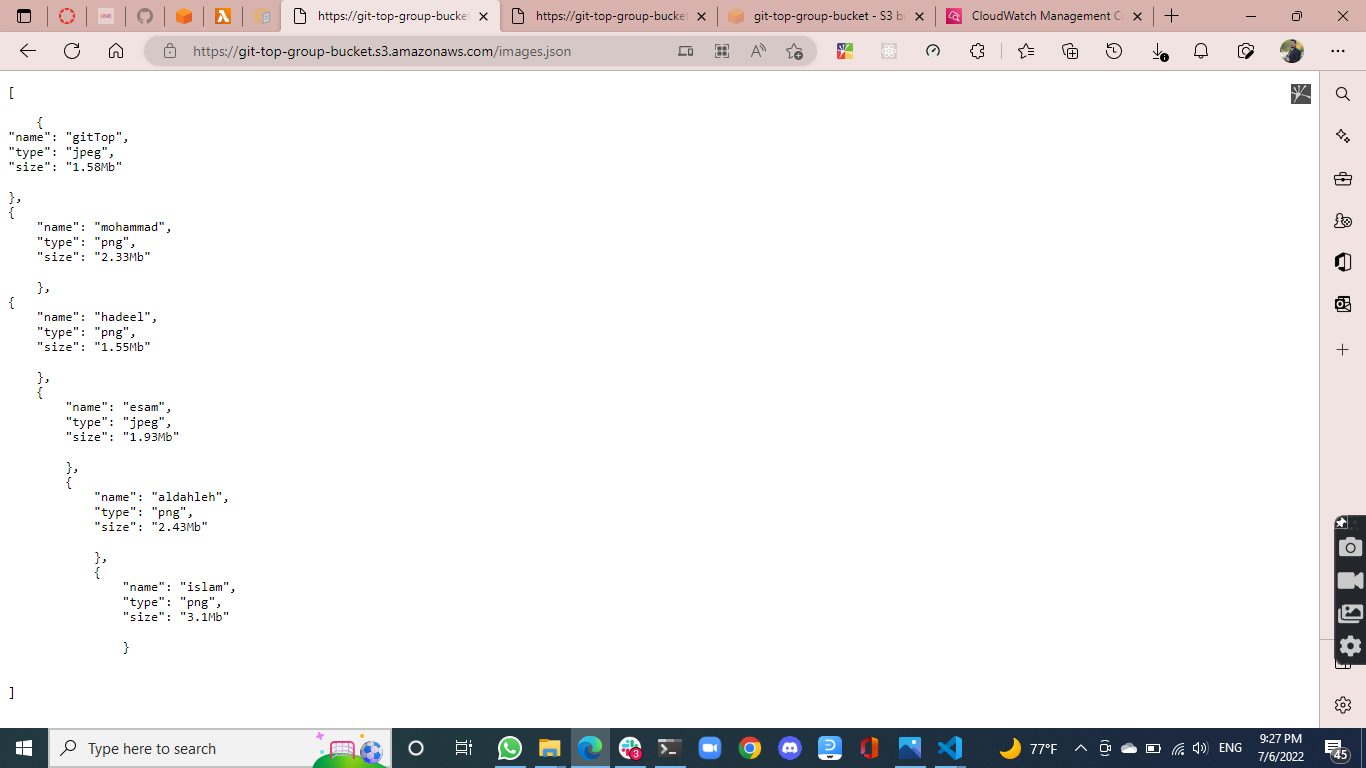 https://git-top-group-bucket
https://git-top-group-bucket
git-top-group-bucket - S3 b
CloudWatch Management C
https://git-top-group-bucket.s3.amazonaws.com/images.json
[
{
"name": "gitTop",
"type": "jpeg",
"size": "1.58Mb"
},
{
"name": "mohammad",
"type": "png",
"size": "2.33Mb"
},
{
"name": "hadeel",
"type": "png",
"size": "1.55Mb"
},
{
"name": "esam",
"type": "jpeg",
"size": "1.93Mb"
},
{
"name": "aldahleh",
"type": "png",
"size": "2.43Mb"
},
{
"name": "islam",
"type": "png",
"size": "3.1Mb"
}
]
Type here to search
3
77°F
ENG
9:27 PM
7/6/2022
45